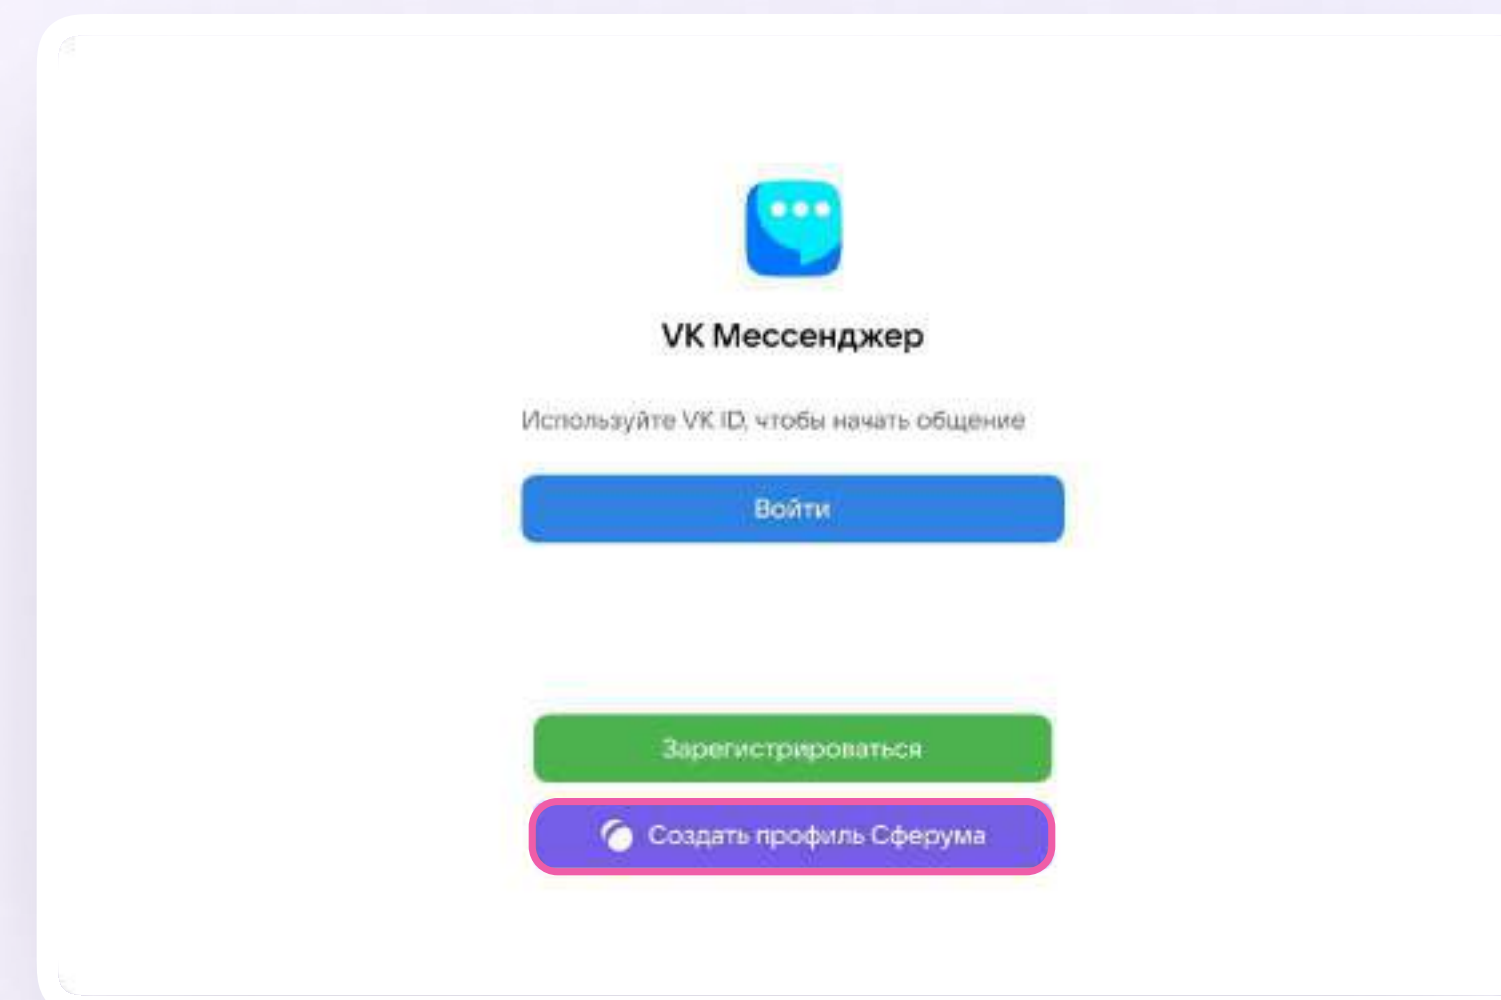 VK Мессенджер
Используйте VK ID, чтобы начать общение
Войти
Зарегистрироваться
Создать профиль Сферума